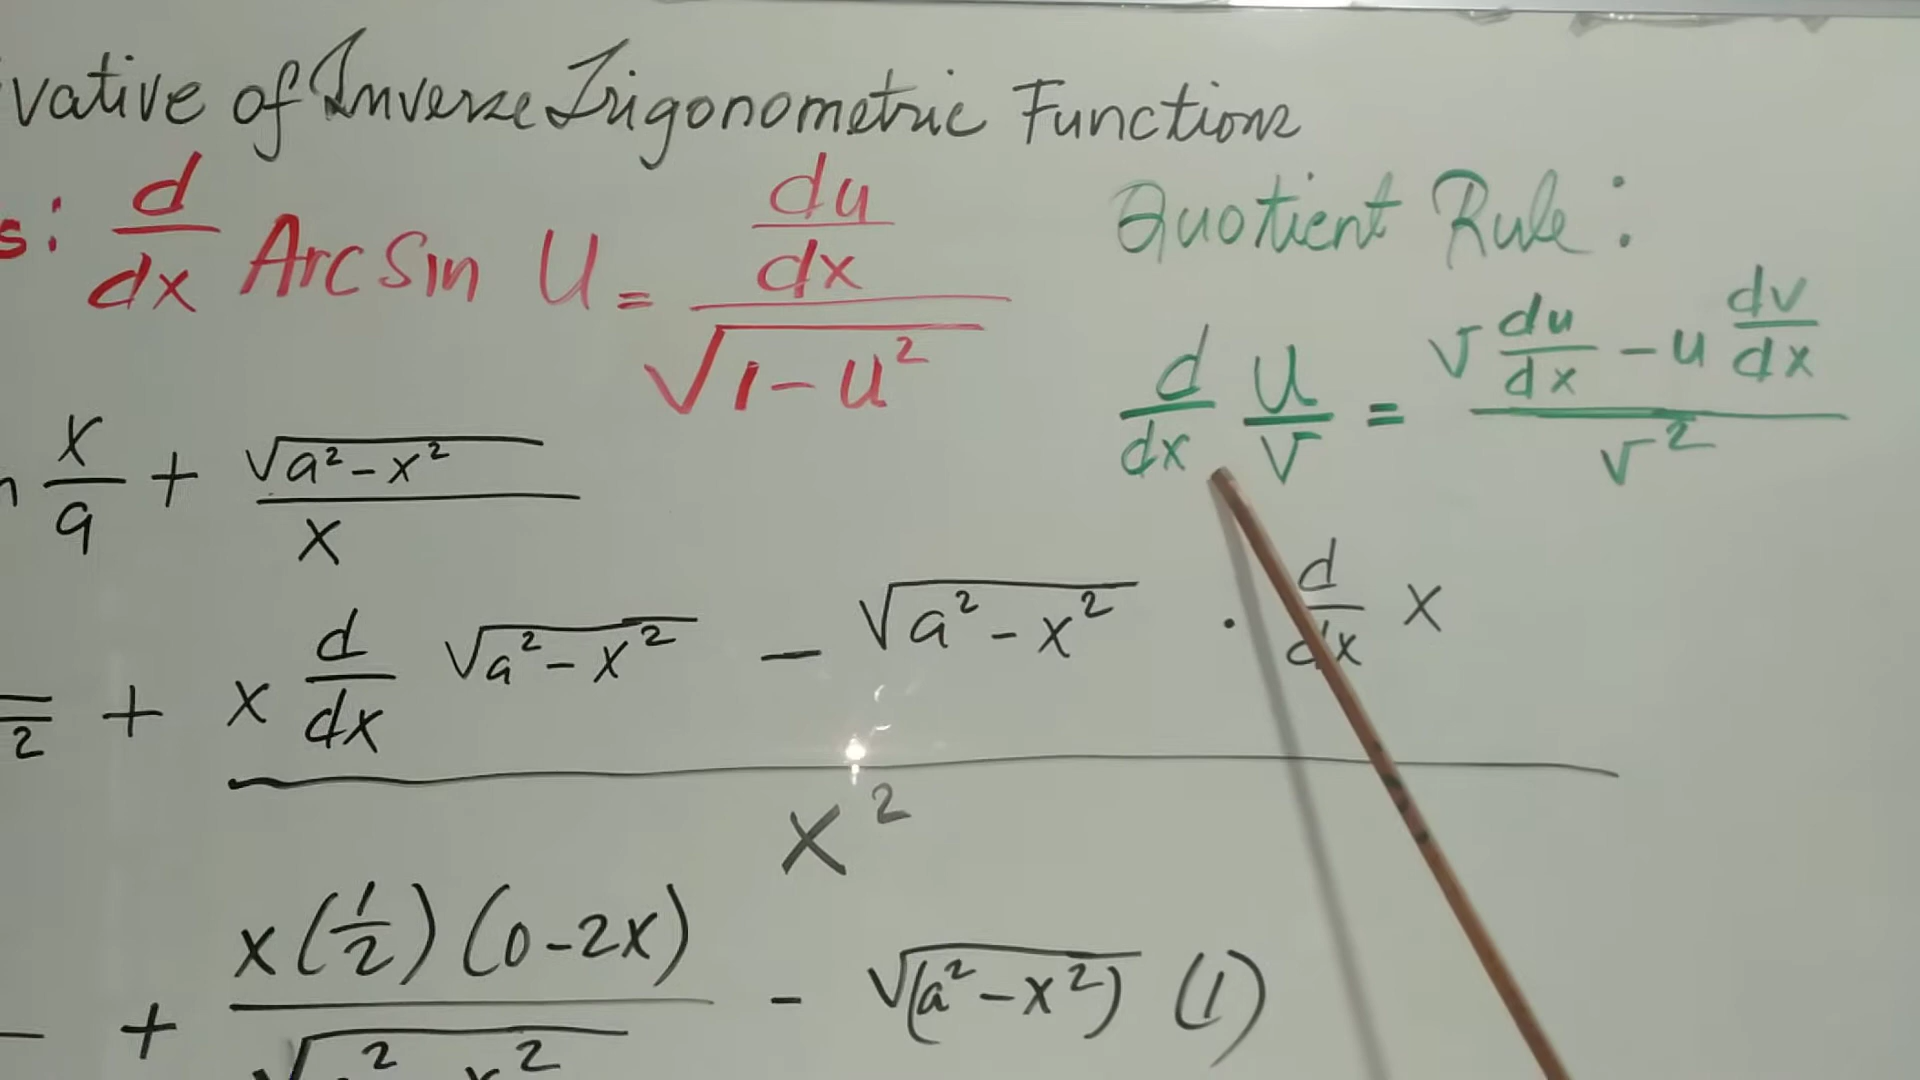 vative of Inverse Trigonometric Functions
s: d/dx ArcSin U = (du/dx)/√(1-u²)
Quotient Rule:
d/dx U/V = (V du/dx - u dv/dx)/V²
x/a + √(a²-x²)/x
2 + (x d/dx √(a²-x²) - √(a²-x²) · d/dx x)/x²
+ x(1/2)(0-2x) - √(a²-x²) (1)